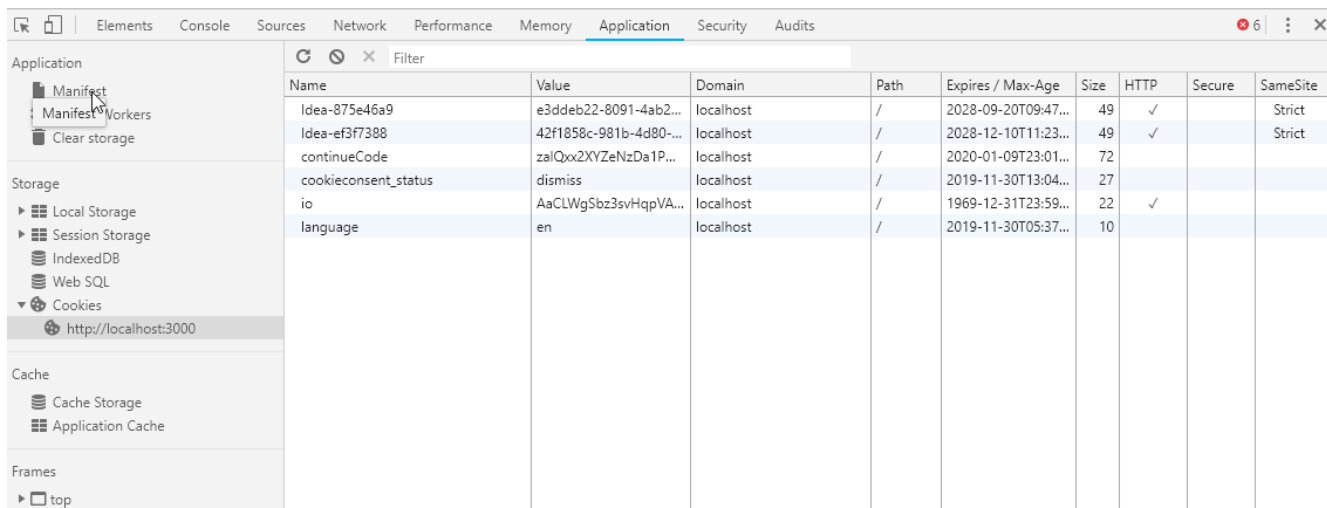 Elements Console Sources Network Performance Memory Application Security Audits 6
Application
Manifest
Manifest Workers
Clear storage
Storage
Local Storage
Session Storage
IndexedDB
Web SQL
Cookies
http://localhost:3000
Cache
Cache Storage
Application Cache
Frames
top
Filter
Name Value Domain Path Expires / Max-Age Size HTTP Secure SameSite
Idea-875e46a9 e3ddeb22-8091-4ab2... localhost / 2028-09-20T09:47... 49 ✓ Strict
Idea-ef3f7388 42f1858c-981b-4d80-... localhost / 2028-12-10T11:23... 49 ✓ Strict
continueCode zalQxx2XYZeNzDa1P... localhost / 2020-01-09T23:01... 72
cookieconsent_status dismiss localhost / 2019-11-30T13:04... 27
io AaCLWgSbz3svHqpVA... localhost / 1969-12-31T23:59... 22 ✓
language en localhost / 2019-11-30T05:37... 10